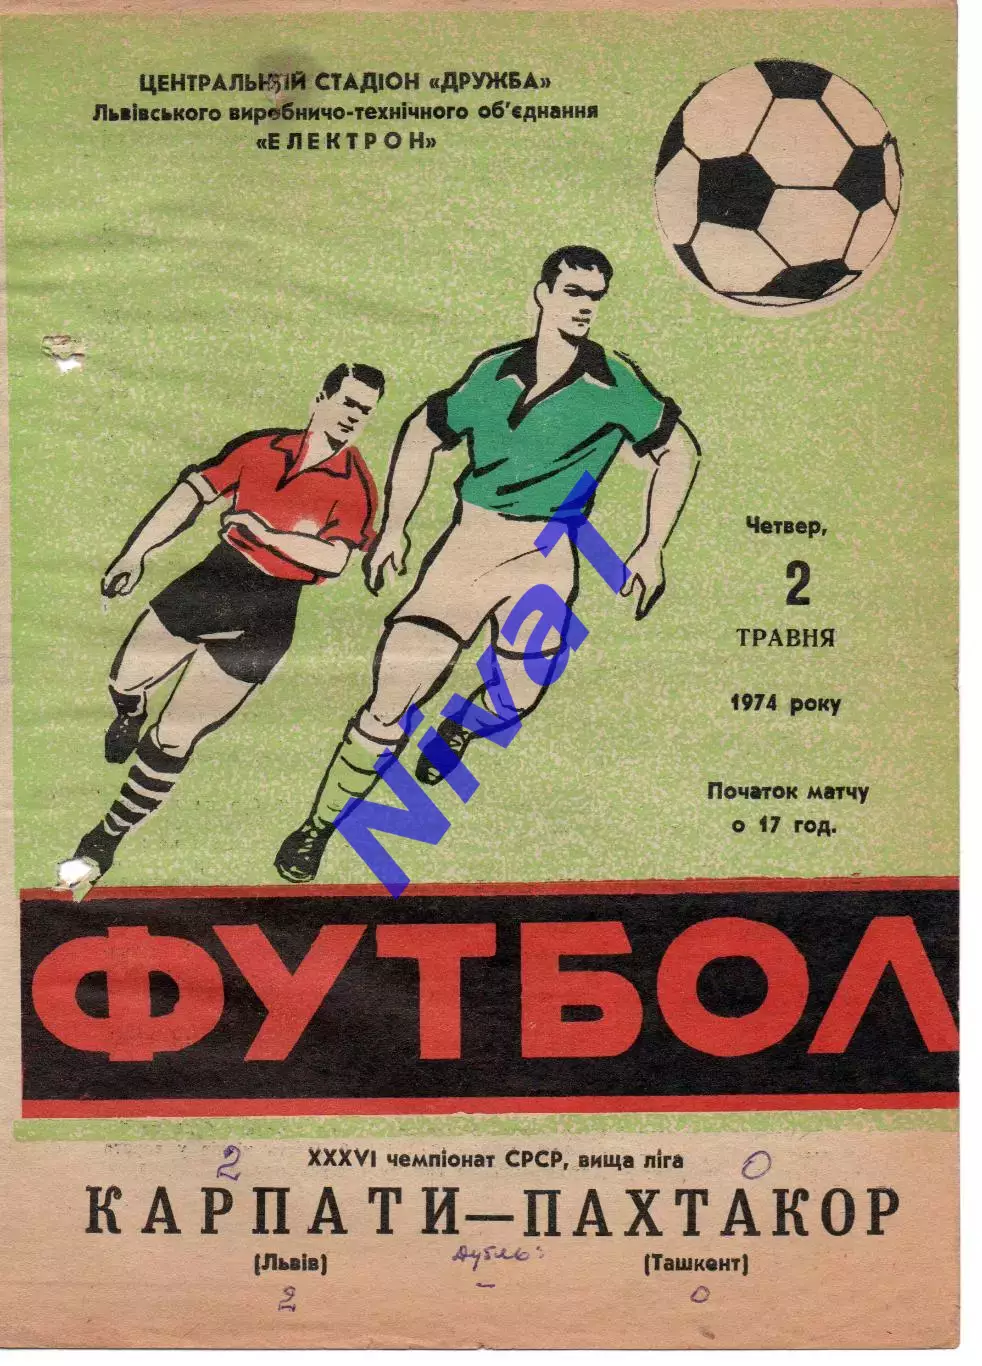 ЦЕНТРАЛЬНИЙ СТАДІОН «ДРУЖБА»
Львівського виробничо-технічного об'єднання
«ЕЛЕКТРОН»
Четвер,
2
ТРАВНЯ
1974 року
Початок матчу
о 17 год.
NivaT
ФУТБОЛ
2 XXXVI чемпіонат СРСР, вища ліга 0
КАРПАТИ—ПАХТАКОР
(Львів) дубль: (Ташкент)
2 – 0